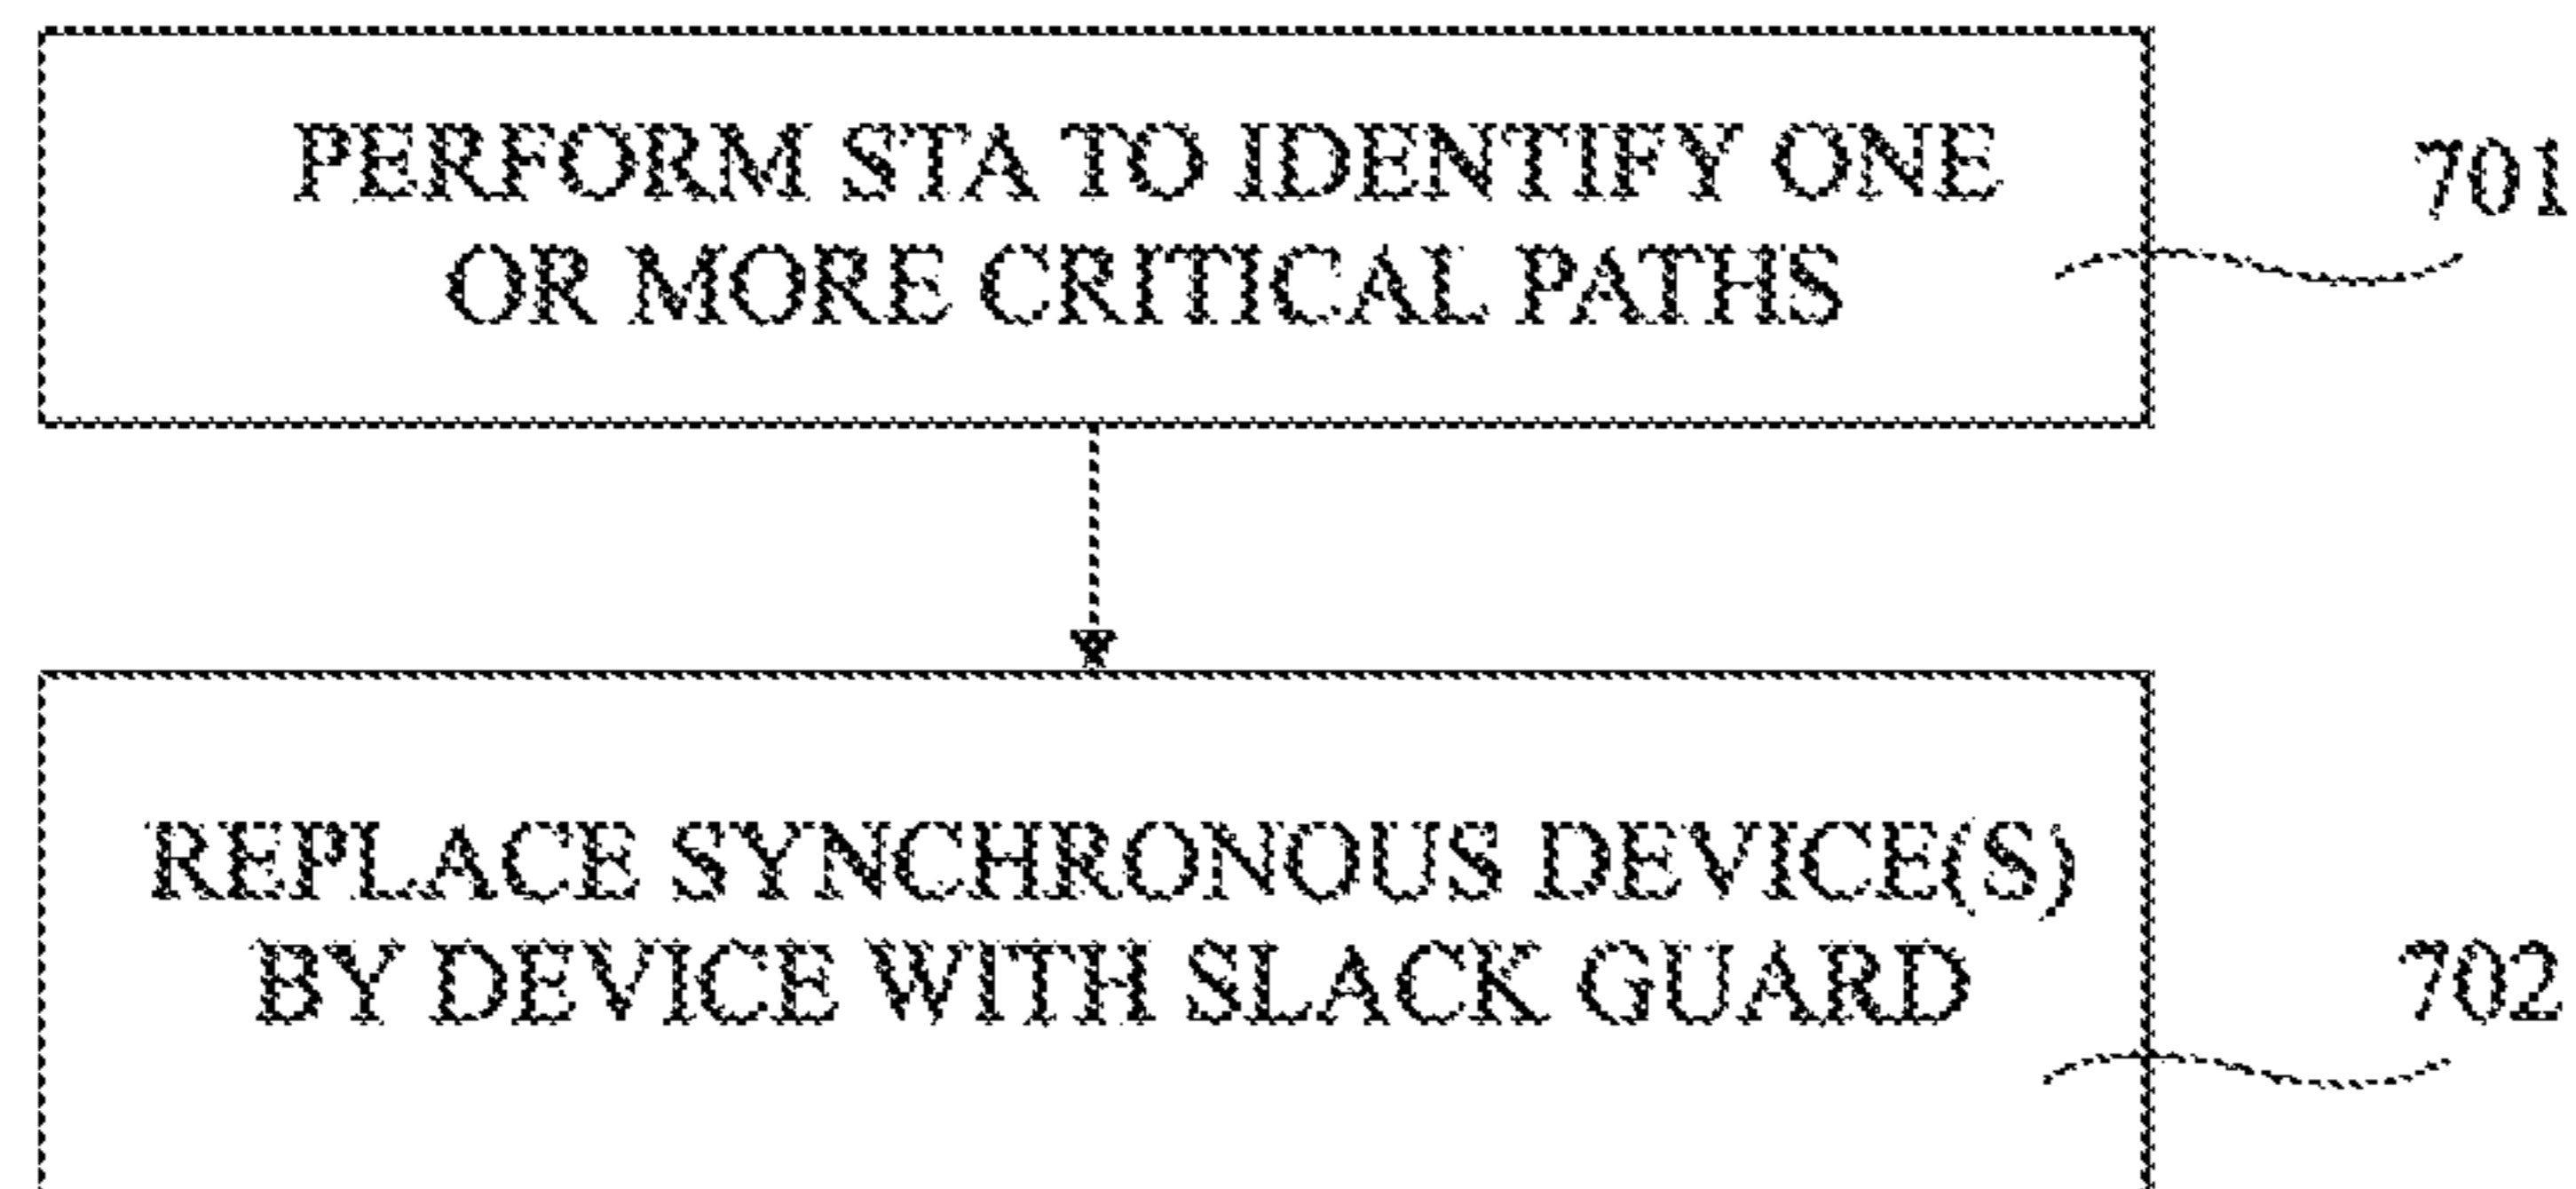 PERFORM STA TO IDENTIFY ONE
OR MORE CRITICAL PATHS
701
REPLACE SYNCHRONOUS DEVICE(S)
BY DEVICE WITH SLACK GUARD
702